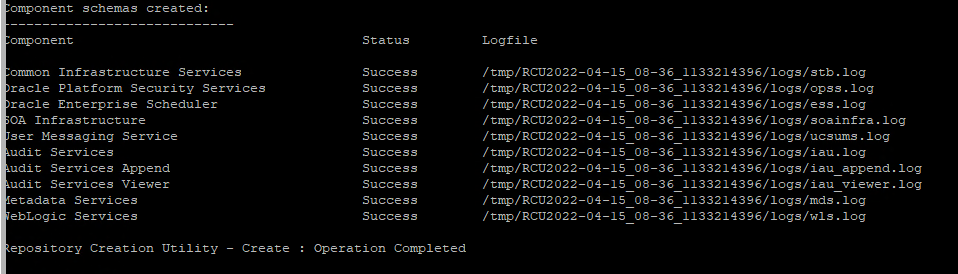 Component schemas created:
-----------------------------
Component Status Logfile
Common Infrastructure Services Success /tmp/RCU2022-04-15_08-36_1133214396/logs/stb.log
Oracle Platform Security Services Success /tmp/RCU2022-04-15_08-36_1133214396/logs/opss.log
Oracle Enterprise Scheduler Success /tmp/RCU2022-04-15_08-36_1133214396/logs/ess.log
SOA Infrastructure Success /tmp/RCU2022-04-15_08-36_1133214396/logs/soainfra.log
User Messaging Service Success /tmp/RCU2022-04-15_08-36_1133214396/logs/ucsums.log
Audit Services Success /tmp/RCU2022-04-15_08-36_1133214396/logs/iau.log
Audit Services Append Success /tmp/RCU2022-04-15_08-36_1133214396/logs/iau_append.log
Audit Services Viewer Success /tmp/RCU2022-04-15_08-36_1133214396/logs/iau_viewer.log
Metadata Services Success /tmp/RCU2022-04-15_08-36_1133214396/logs/mds.log
WebLogic Services Success /tmp/RCU2022-04-15_08-36_1133214396/logs/wls.log
Repository Creation Utility - Create : Operation Completed